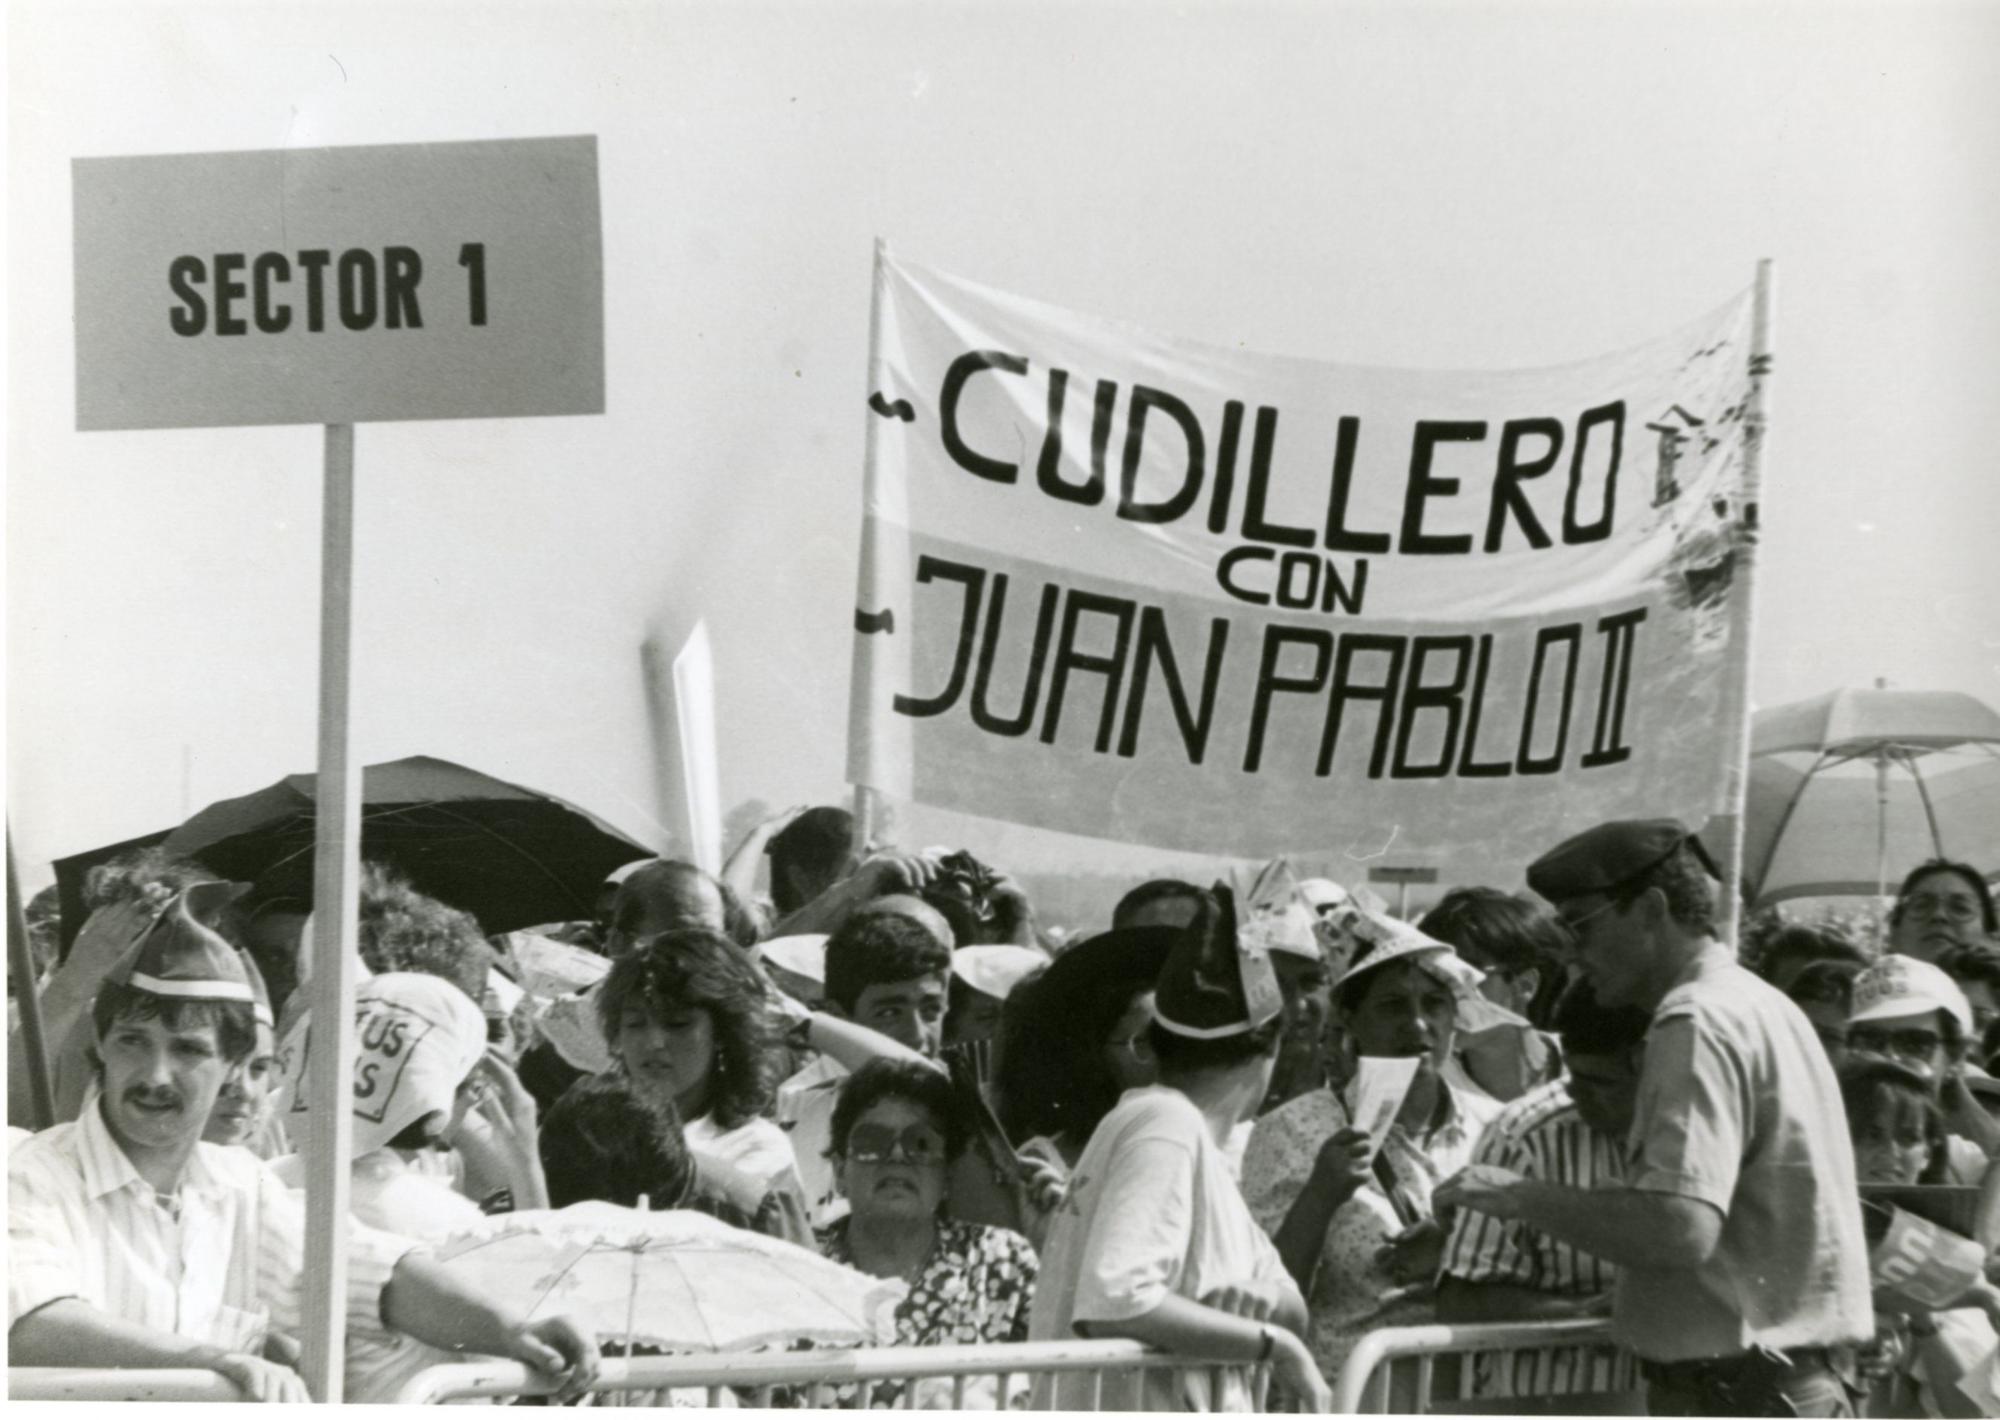 SECTOR 1
CUDILLERO
CON
JUAN PABLO II